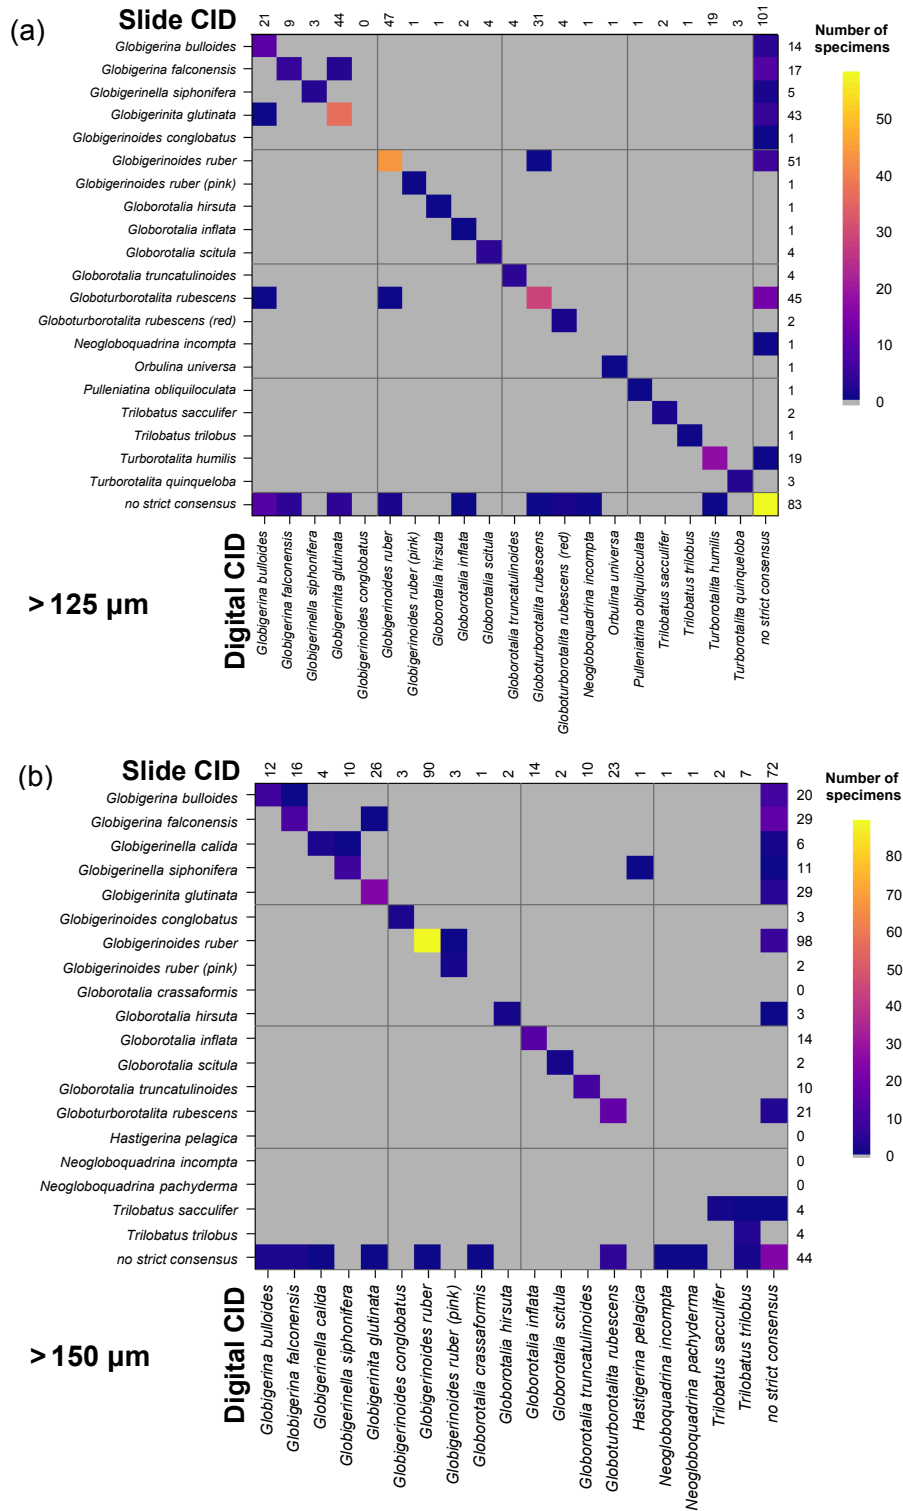 (a)
Slide CID
21 9 3 44 0 47 1 1 2 4 4 31 2 1 1 1 2 1 19 3 101
Number of
specimens
Globigerina bulloides 14
Globigerina falconensis 17
Globigerinella siphonifera 5
Globigerinita glutinata 43
Globigerinoides conglobatus 1
Globigerinoides ruber 51
Globigerinoides ruber (pink) 1
Globorotalia hirsuta 1
Globorotalia inflata 1
Globorotalia scitula 4
Globorotalia truncatulinoides 4
Globoturborotalita rubescens 45
Globoturborotalita rubescens (red) 2
Neogloboquadrina incompta 1
Orbulina universa 1
Pulleniatina obliquiloculata 1
Trilobatus sacculifer 2
Trilobatus trilobus 1
Turborotalita humilis 19
Turborotalita quinqueloba 3
no strict consensus 83
50
40
30
20
10
0
> 125 µm
Digital CID
Globigerina bulloides
Globigerina falconensis
Globigerinella siphonifera
Globigerinita glutinata
Globigerinoides conglobatus
Globigerinoides ruber
Globigerinoides ruber (pink)
Globorotalia hirsuta
Globorotalia inflata
Globorotalia scitula
Globorotalia truncatulinoides
Globoturborotalita rubescens
Globoturborotalita rubescens (red)
Neogloboquadrina incompta
Orbulina universa
Pulleniatina obliquiloculata
Trilobatus sacculifer
Trilobatus trilobus
Turborotalita humilis
Turborotalita quinqueloba
no strict consensus
(b)
Slide CID
12 16 4 10 26 3 90 3 1 2 14 2 10 23 1 1 1 2 7 72
Number of
specimens
Globigerina bulloides 20
Globigerina falconensis 29
Globigerinella calida 6
Globigerinella siphonifera 11
Globigerinita glutinata 29
Globigerinoides conglobatus 3
Globigerinoides ruber 98
Globigerinoides ruber (pink) 2
Globorotalia crassaformis 0
Globorotalia hirsuta 3
Globorotalia inflata 14
Globorotalia scitula 2
Globorotalia truncatulinoides 10
Globoturborotalita rubescens 21
Hastigerina pelagica 0
Neogloboquadrina incompta 0
Neogloboquadrina pachyderma 0
Trilobatus sacculifer 4
Trilobatus trilobus 4
no strict consensus 44
80
70
60
50
40
30
20
10
0
> 150 µm
Digital CID
Globigerina bulloides
Globigerina falconensis
Globigerinella calida
Globigerinella siphonifera
Globigerinita glutinata
Globigerinoides conglobatus
Globigerinoides ruber
Globigerinoides ruber (pink)
Globorotalia crassaformis
Globorotalia hirsuta
Globorotalia inflata
Globorotalia scitula
Globorotalia truncatulinoides
Globoturborotalita rubescens
Hastigerina pelagica
Neogloboquadrina incompta
Neogloboquadrina pachyderma
Trilobatus sacculifer
Trilobatus trilobus
no strict consensus